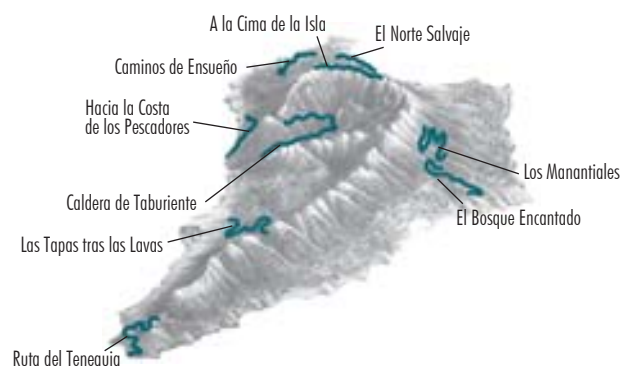 A la Cima de la Isla
El Norte Salvaje
Caminos de Ensueño
Hacia la Costa
de los Pescadores
Los Manantiales
Caldera de Taburiente
El Bosque Encantado
Las Tapas tras las Lavas
Ruta del Teneguia